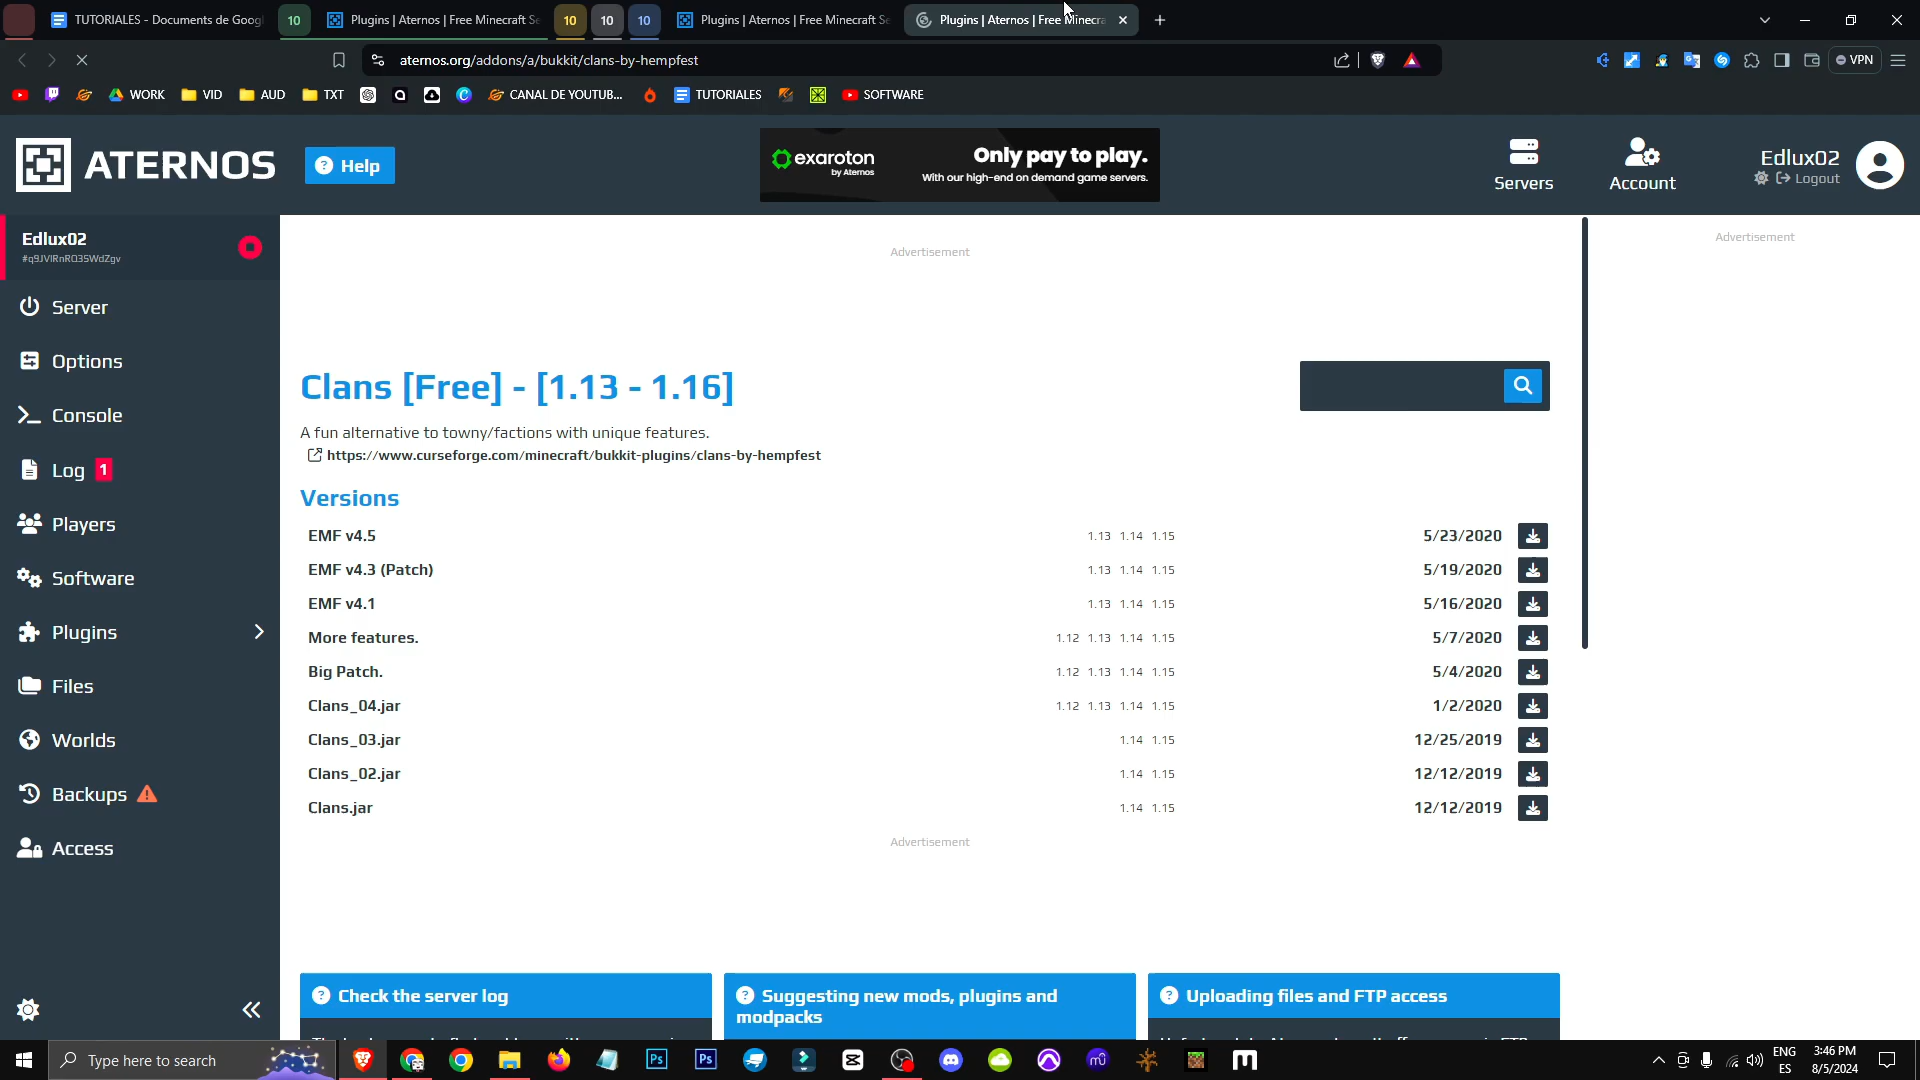 TUTORIALES - Documentos de Googl
10
Plugins | Aternos | Free Minecraft Se
10
10
10
Plugins | Aternos | Free Minecraft Se
Plugins | Aternos | Free Minecra
aternos.org/addons/a/bukkit/clans-by-hempfest
VPN
WORK
VID
AUD
TXT
CANAL DE YOUTUB...
TUTORIALES
SOFTWARE
ATERNOS
Help
exaroton
by Aternos
Only pay to play.
With our high-end on demand game servers.
Servers
Account
Edlux02
Logout
Edlux02
Server
Options
Console
Log 1
Players
Software
Plugins
Files
Worlds
Backups
Access
Advertisement
Advertisement
Clans [Free] - [1.13 - 1.16]
A fun alternative to towny/factions with unique features.
https://www.curseforge.com/minecraft/bukkit-plugins/clans-by-hempfest
Versions
EMF v4.5 1.13 1.14 1.15 5/23/2020
EMF v4.3 (Patch) 1.13 1.14 1.15 5/19/2020
EMF v4.1 1.13 1.14 1.15 5/16/2020
More features. 1.12 1.13 1.14 1.15 5/7/2020
Big Patch. 1.12 1.13 1.14 1.15 5/4/2020
Clans_04.jar 1.12 1.13 1.14 1.15 1/2/2020
Clans_03.jar 1.14 1.15 12/25/2019
Clans_02.jar 1.14 1.15 12/12/2019
Clans.jar 1.14 1.15 12/12/2019
Advertisement
Check the server log
Suggesting new mods, plugins and
modpacks
Uploading files and FTP access
Type here to search
Ps
Ps
ENG
ES
3:46 PM
8/5/2024